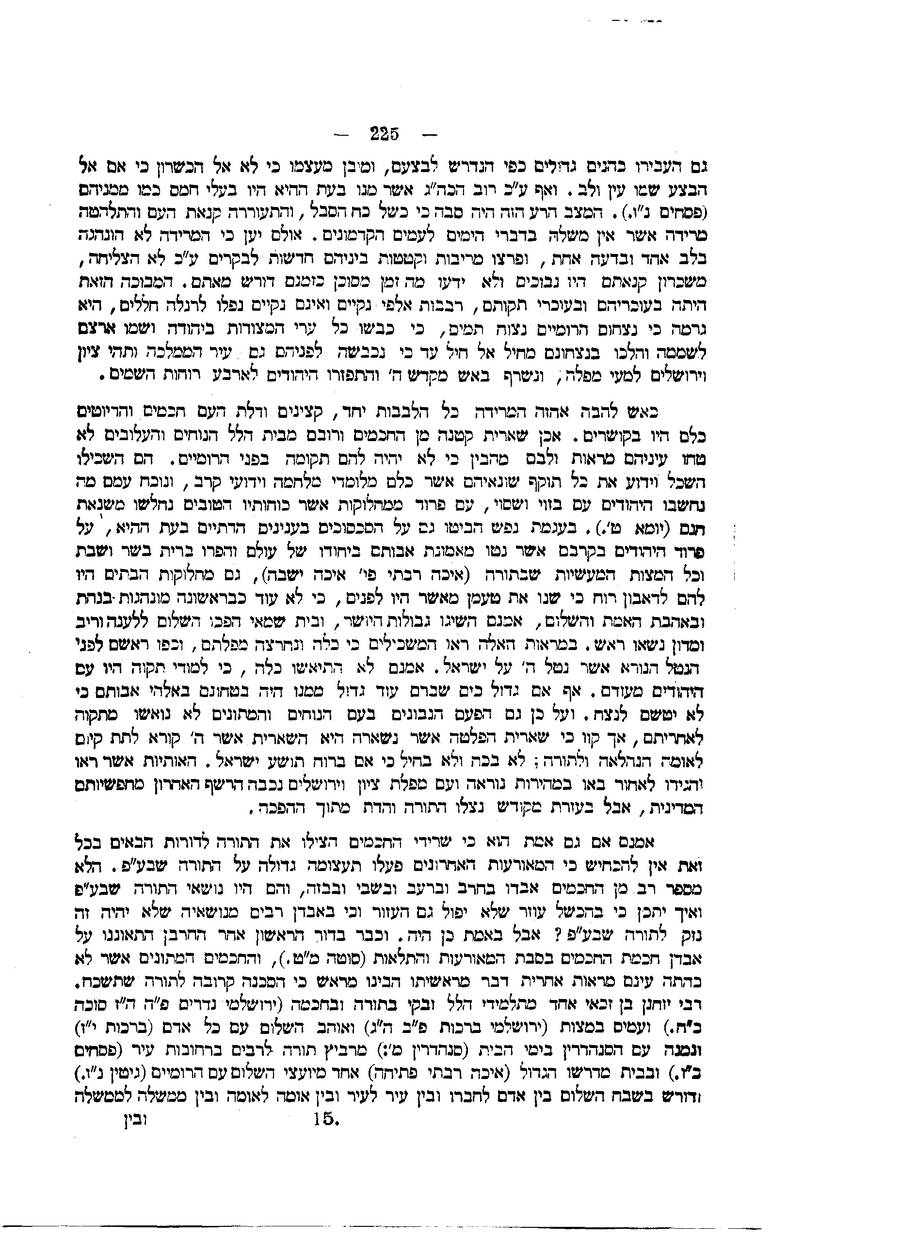 — 225 —
גם העבירו כהנים גדולים כפי הנדרש לבצעם, ומובן מעצמו כי לא אל הכשרון כי אם אל
הבצע שמו עין ולב. ואף ע"כ רוב הכה"ג אשר מנו בעת ההיא היו בעלי חמס כמו ממניהם
(פסחים נ"ו.). המצב הרע הזה היה סבה כי כשל כח הסבל, והתעוררה קנאת העם והתלהטה
מרידה אשר אין משלה בדברי הימים לעמים הקדמונים. אולם יען כי המרידה לא הונהגה
בלב אחד ובדעה אחת, ופרצו מריבות וקטטות ביניהם חדשות לבקרים ע"כ לא הצליחה,
משכרון קנאתם היו נבוכים ולא ידעו מה זמן מסוכן כזמנם דורש מאתם. המבוכה הזאת
היתה בעוכריהם ובעוכרי תקותם, רבבות אלפי נקיים ואינם נקיים נפלו לרגלה חללים, היא
גרמה כי נצחום הרומיים נצוח תמים, כי כבשו כל ערי המצודות ביהודה ושמו ארצם
לשממה והלכו בנצחונם מחיל אל חיל עד כי נכבשה לפניהם גם עיר הממלכה ותהי ציון
וירושלים למעי מפלה, ונשרף באש מקדש ה' והתפזרו היהודים לארבע רוחות השמים.
כאש להבה אחזה המרידה כל הלבבות יחד, קצינים ודלת העם חכמים והדיוטים
כלם היו בקושרים. אכן שארית קטנה מן החכמים ורובם מבית הלל הנוחים והעלובים לא
טחו עיניהם מראות ולבם מהבין כי לא יהיה להם תקומה בפני הרומיים. הם השכילו
השכל וידוע את כל תוקף שונאיהם אשר כלם מלומדי מלחמה וידועי קרב, ונוכח עמם מה
נחשבו היהודים עם בזוי ושסוי, עם פרוד ממחלוקות אשר כוחותיו הטובים נחלשו משנאת
חנם (יומא ט'.). בעגמת נפש הביטו גם על הסכסוכים בענינים הדתיים בעת ההיא, על
פרוד היהודים בקרבם אשר נטו מאמונת אבותם ביחודו של עולם והפרו ברית בשר ושבת
וכל המצות המעשיות שבתורה (איכה רבתי פי' איכה ישבה), גם מחלוקות הבתים היו
להם לדאבון רוח כי שנו את טעמן מאשר היו לפנים, כי לא עוד כבראשונה מונהגות בנחת
ובאהבת האמת והשלום, אמנם השיגו גבולות היושר, ובית שמאי הפכו השלום ללענה וריב
ומדון נשאו ראש. במראות האלה ראו המשכילים כי כלה ונחרצה מפלתם, וכפו ראשם לפני
הנטל הנורא אשר נטל ה' על ישראל. אמנם לא התיאשו כלה, כי למודי תקוה היו עם
היהודים מעודם. אף אם גדול כים שברם עוד גדול ממנו היה בטחונם באלהי אבותם כי
לא יטשם לנצח. ועל כן גם הפעם הנבונים בעם הנוחים והמתונים לא נואשו מתקוה
לאחריתם, אך קוו כי שארית הפלטה אשר נשארה היא השארית אשר ה' קורא לתת קיום
לאומה הנהלאה ולתורה; לא בכח ולא בחיל כי אם ברוח תושע ישראל. האותיות אשר ראו
והגידו לאחור באו במהירות נוראה ועם מפלת ציון וירושלים נכבה הרשף האחרון מחפשיותם
המדינית, אבל בעזרת מקודש נצלו התורה והדת מתוך ההפכה.
אמנם אם גם אמת הוא כי שרידי החכמים הצילו את התורה לדורות הבאים בכל
זאת אין להכחיש כי המאורעות האחרונים פעלו תעצומה גדולה על התורה שבע"פ. הלא
מספר רב מן החכמים אבדו בחרב וברעב ובשבי ובבזה, והם היו נושאי התורה שבע"פ
ואיך יתכן כי בהכשל עוזר שלא יפול גם העזור וכי באבדן רבים מנושאיה שלא יהיה זה
נזק לתורה שבע"פ? אבל באמת כן היה. וכבר בדור הראשון אחר החרבן התאוננו על
אבדן חכמת החכמים בסבת המאורעות והתלאות (סוטה מ"ט.), והחכמים המתונים אשר לא
כהתה עינם מראות אחרית דבר מראשיתו הבינו מראש כי הסכנה קרובה לתורה שתשכח.
רבי יוחנן בן זכאי אחד מתלמידי הלל ובקי בתורה ובחכמה (ירושלמי נדרים פ"ה ה"ז סוכה
כ"ח.) ועמוס במצות (ירושלמי ברכות פ"ב ה"ג) ואוהב השלום עם כל אדם (ברכות י"ז)
ונמנה עם הסנהדרין בימי הבית (סנהדרין מ':) מרביץ תורה לרבים ברחובות עיר (פסחים
כ"ו.) ובבית מדרשו הגדול (איכה רבתי פתיחה) אחד מיועצי השלום עם הרומיים (גיטין נ"ו.)
ודורש בשבח השלום בין אדם לחברו ובין עיר לעיר ובין אומה לאומה ובין ממשלה לממשלה
15. ובין